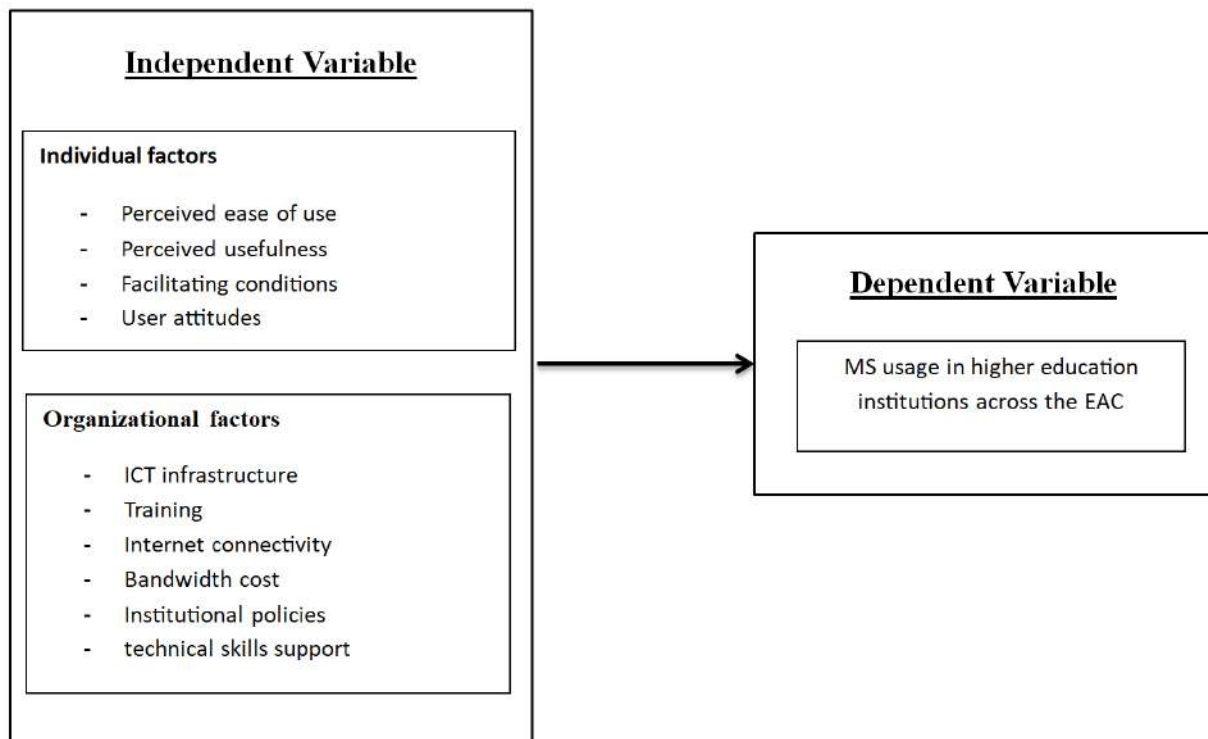 Independent Variable
Individual factors
- Perceived ease of use
- Perceived usefulness
- Facilitating conditions
- User attitudes
Organizational factors
- ICT infrastructure
- Training
- Internet connectivity
- Bandwidth cost
- Institutional policies
- technical skills support
Dependent Variable
MS usage in higher education
institutions across the EAC